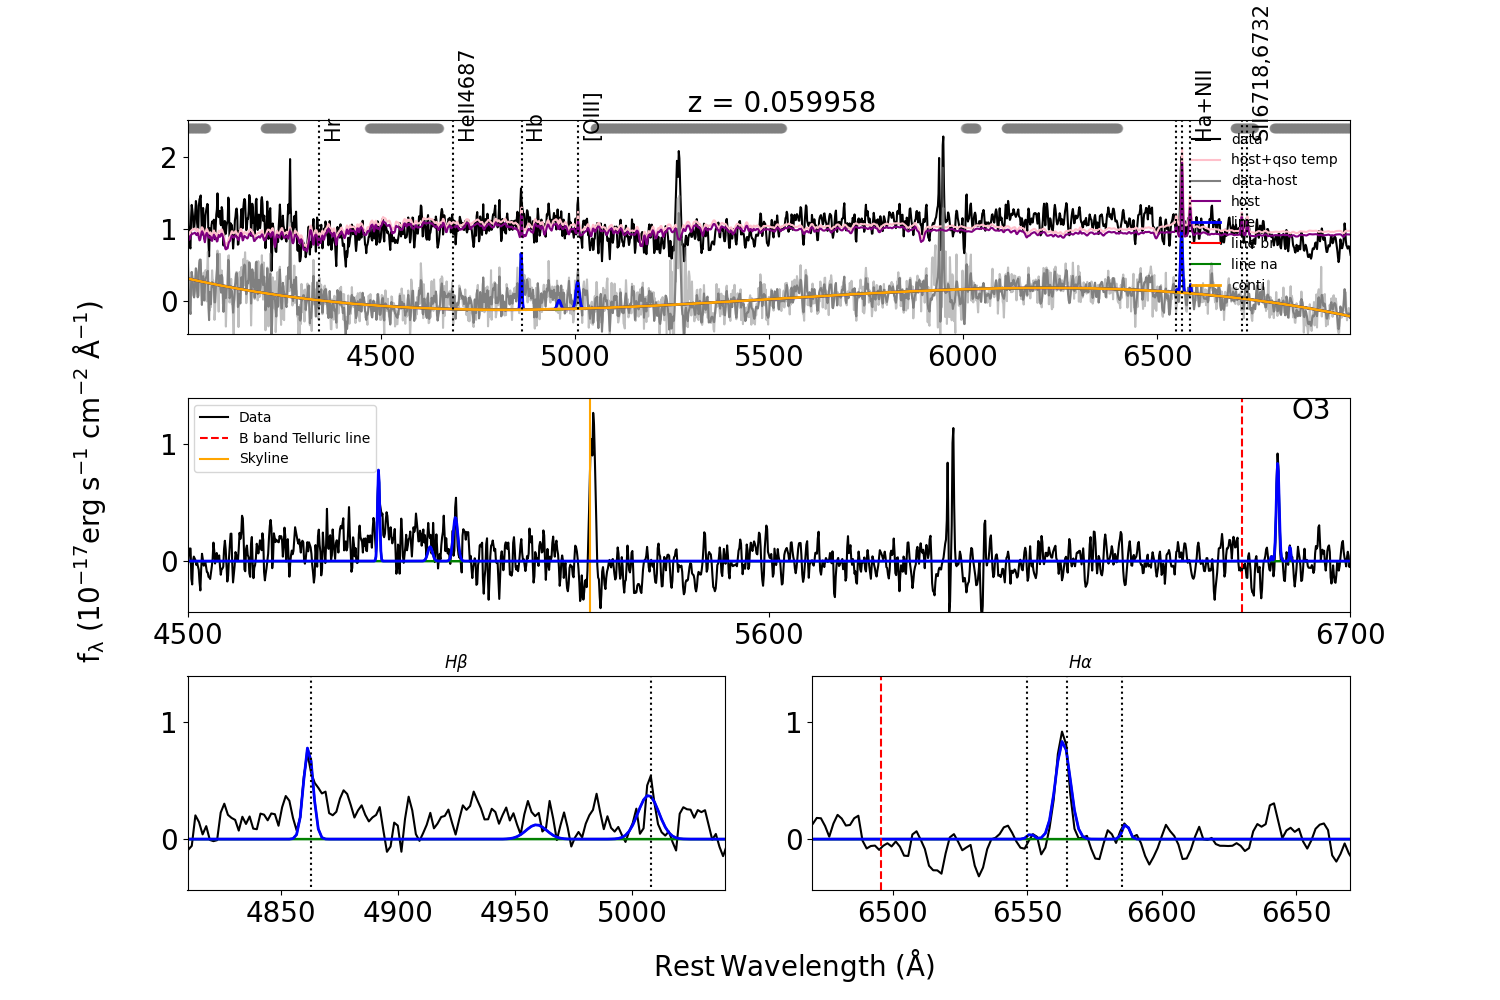 z = 0.059958
Hr
HeII4687
Hb
[OIII]
Ha+NII
SII6718,6732
data
host+qso temp
data-host
host
line
line br
line na
conti
2
1
0
4500
5000
5500
6000
6500
fλ (10⁻¹⁷erg s⁻¹ cm⁻² Å⁻¹)
Data
B band Telluric line
Skyline
O3
1
0
4500
5600
6700
Hβ
1
0
4850
4900
4950
5000
Hα
1
0
6500
6550
6600
6650
Rest Wavelength (Å)